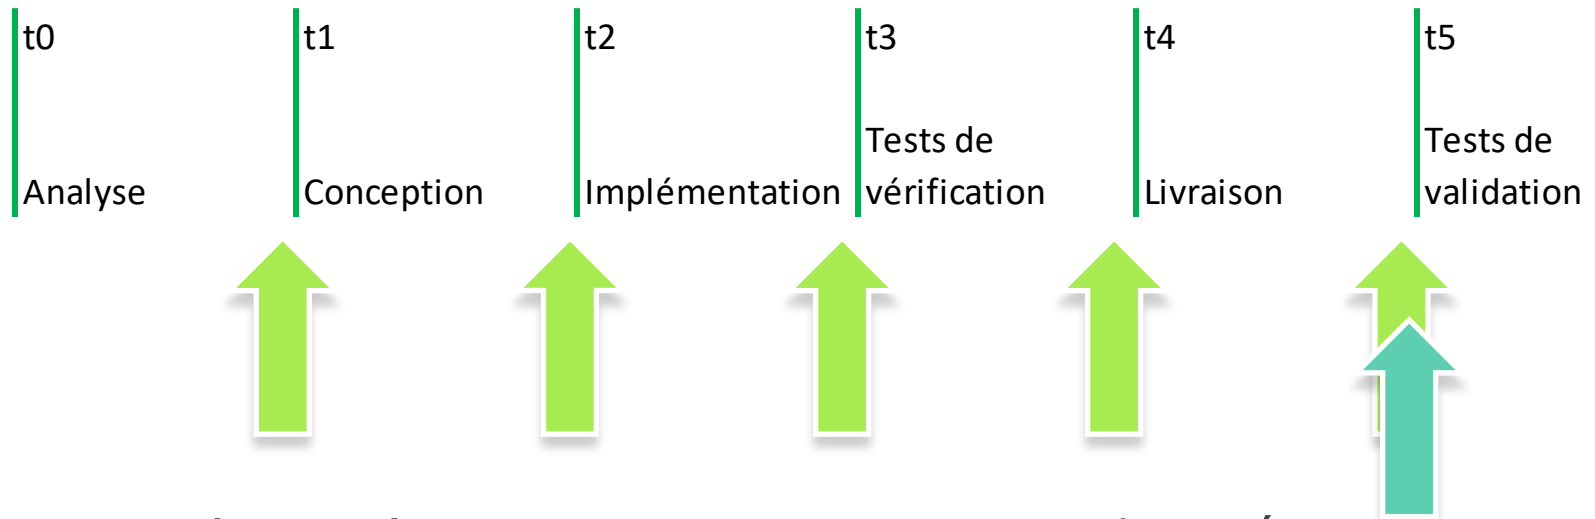 t0
t1
t2
t3
t4
t5
Analyse
Conception
Implémentation
Tests de
vérification
Livraison
Tests de
validation